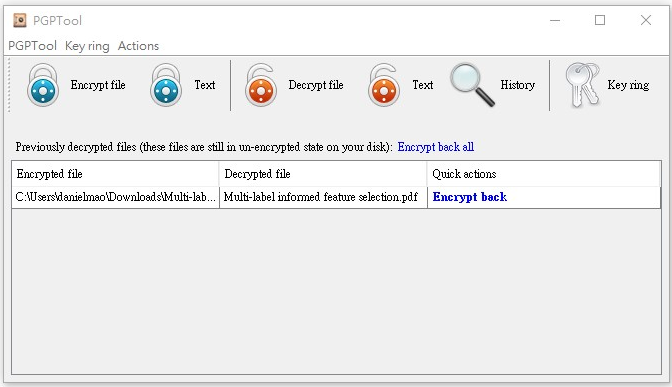 PGPTool
PGPTool Key ring Actions
Encrypt file Text Decrypt file Text History Key ring
Previously decrypted files (these files are still in un-encrypted state on your disk): Encrypt back all
Encrypted file Decrypted file Quick actions
C:\Users\danielmao\Downloads\Multi-lab... Multi-label informed feature selection.pdf Encrypt back